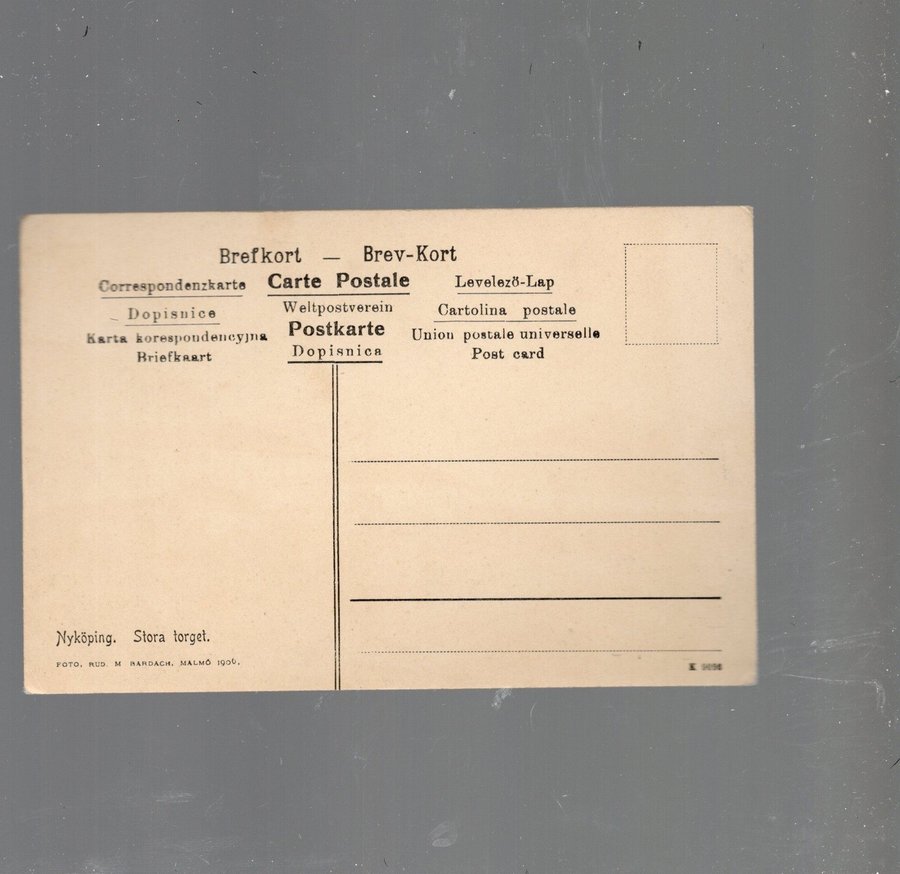 Brefkort — Brev-Kort
Correspondenzkarte Carte Postale Levelező-Lap
Dopisnice Weltpostverein Cartolina postale
Karta korespondencyjna Postkarte Union postale universelle
Briefkaart Dopisnica Post card
Nyköping. Stora torget.
FOTO. RUD. M BARDACH. MALMÖ 1906.
K